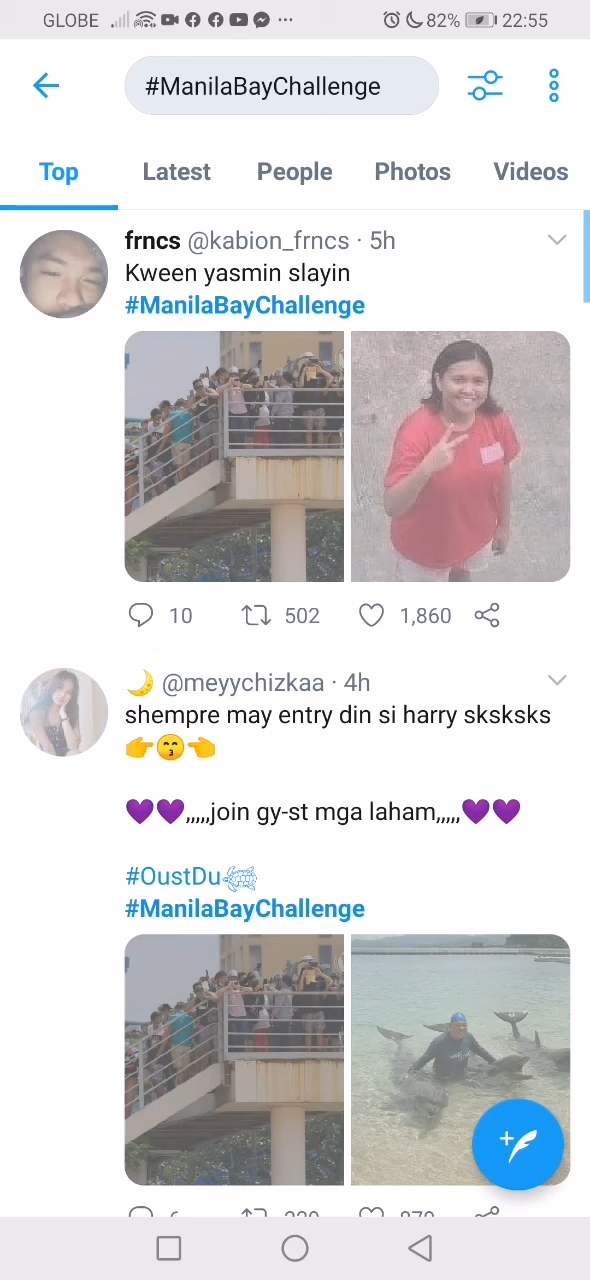 GLOBE 82% 22:55
#ManilaBayChallenge
Top Latest People Photos Videos
frncs @kabion_frncs · 5h
Kween yasmin slayin
#ManilaBayChallenge
10 502 1,860
🌙 @meyychizkaa · 4h
shempre may entry din si harry sksksks
👉😙👈
💜💜,,,,,join gy-st mga laham,,,,,💜💜
#OustDu🐢
#ManilaBayChallenge